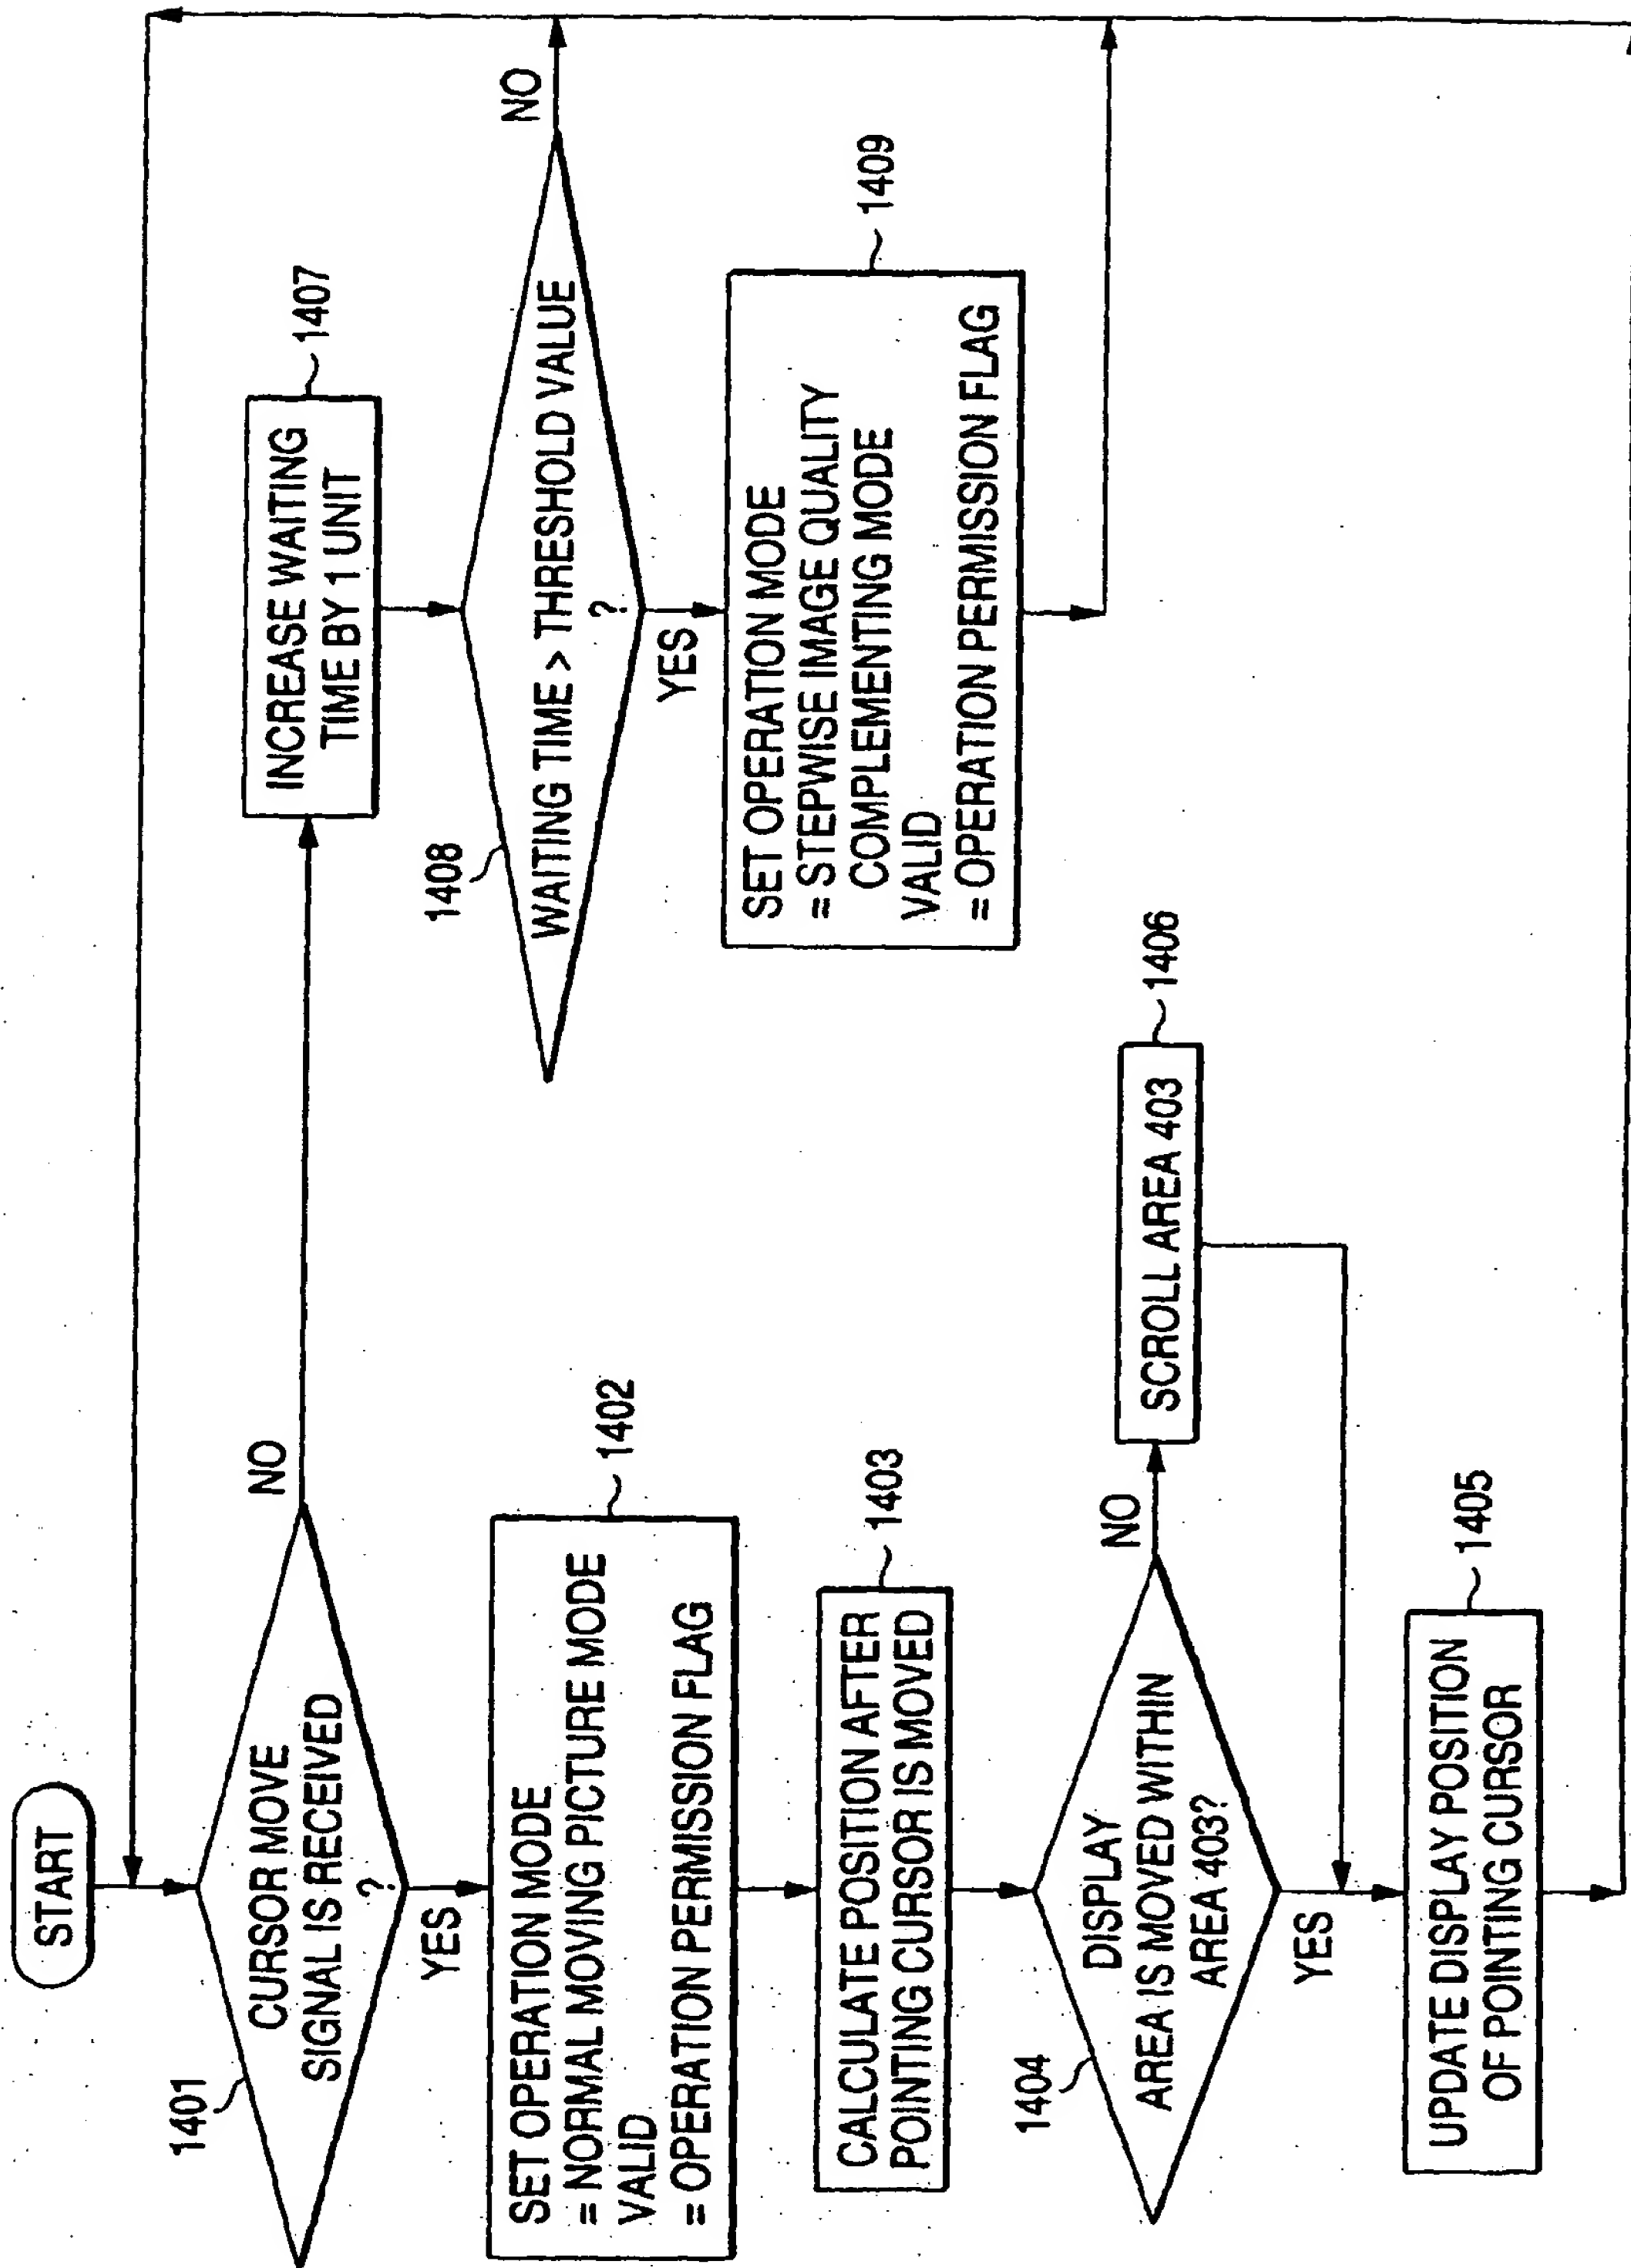 START
1401
CURSOR MOVE
SIGNAL IS RECEIVED
?
NO
YES
SET OPERATION MODE
= NORMAL MOVING PICTURE MODE
VALID
= OPERATION PERMISSION FLAG
1402
CALCULATE POSITION AFTER
POINTING CURSOR IS MOVED
1403
1404
DISPLAY
AREA IS MOVED WITHIN
AREA 403?
NO
YES
SCROLL AREA 403
1406
UPDATE DISPLAY POSITION
OF POINTING CURSOR
1405
INCREASE WAITING
TIME BY 1 UNIT
1407
1408
WAITING TIME > THRESHOLD VALUE
?
NO
YES
SET OPERATION MODE
= STEPWISE IMAGE QUALITY
COMPLEMENTING MODE
VALID
= OPERATION PERMISSION FLAG
1409